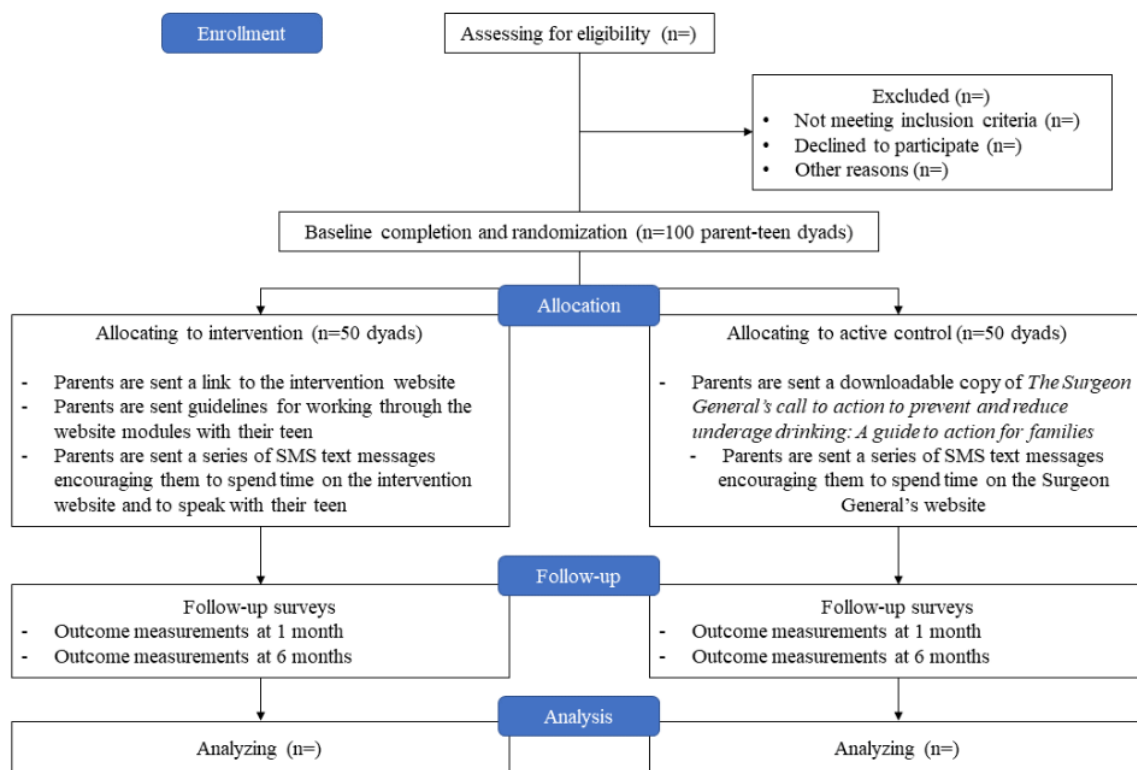 Enrollment
Assessing for eligibility (n=)
Excluded (n=)
• Not meeting inclusion criteria (n=)
• Declined to participate (n=)
• Other reasons (n=)
Baseline completion and randomization (n=100 parent-teen dyads)
Allocation
Allocating to intervention (n=50 dyads)
- Parents are sent a link to the intervention website
- Parents are sent guidelines for working through the
website modules with their teen
- Parents are sent a series of SMS text messages
encouraging them to spend time on the intervention
website and to speak with their teen
Allocating to active control (n=50 dyads)
- Parents are sent a downloadable copy of The Surgeon
General's call to action to prevent and reduce
underage drinking: A guide to action for families
- Parents are sent a series of SMS text messages
encouraging them to spend time on the Surgeon
General's website
Follow-up
Follow-up surveys
- Outcome measurements at 1 month
- Outcome measurements at 6 months
Follow-up surveys
- Outcome measurements at 1 month
- Outcome measurements at 6 months
Analysis
Analyzing (n=)
Analyzing (n=)